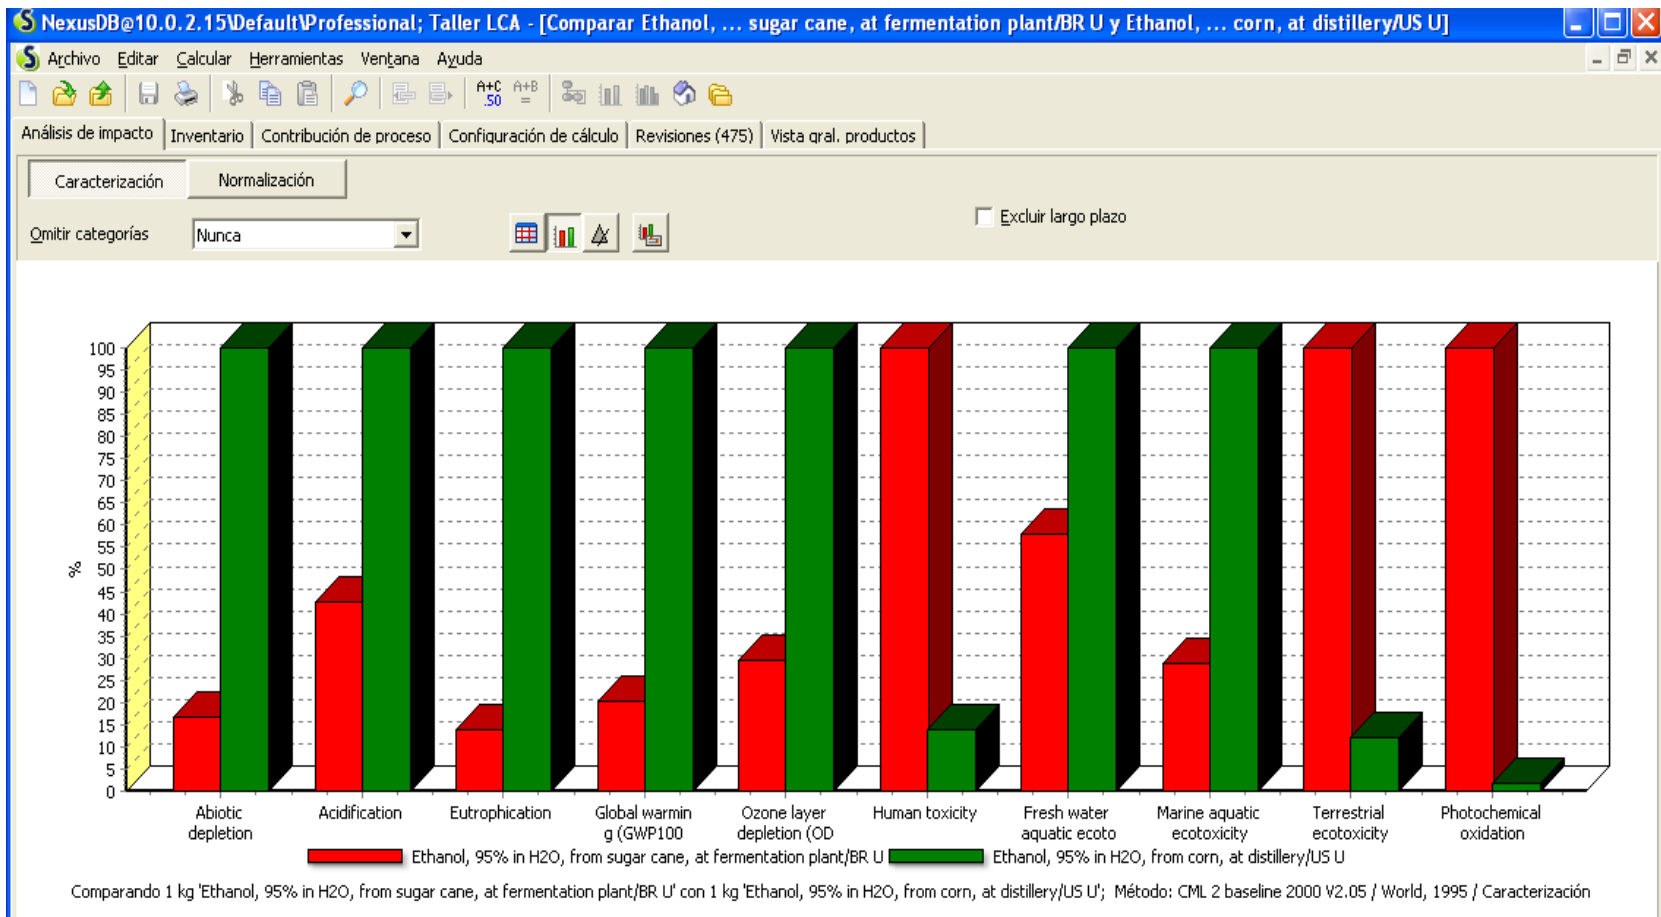 NexusDB@10.0.2.15\Default\Professional; Taller LCA - [Comparar Ethanol, ... sugar cane, at fermentation plant/BR U y Ethanol, ... corn, at distillery/US U]
Archivo Editar Calcular Herramientas Ventana Ayuda
A+C .50 A+B =
Análisis de impacto Inventario Contribución de proceso Configuración de cálculo Revisiones (475) Vista gral. productos
Caracterización Normalización
Omitir categorías Nunca Excluir largo plazo
100
95
90
85
80
75
70
65
60
55
50
45
40
35
30
25
20
15
10
5
0
%
Abiotic depletion
Acidification
Eutrophication
Global warmin g (GWP100
Ozone layer depletion (OD
Human toxicity
Fresh water aquatic ecoto
Marine aquatic ecotoxicity
Terrestrial ecotoxicity
Photochemical oxidation
Ethanol, 95% in H2O, from sugar cane, at fermentation plant/BR U Ethanol, 95% in H2O, from corn, at distillery/US U
Comparando 1 kg 'Ethanol, 95% in H2O, from sugar cane, at fermentation plant/BR U' con 1 kg 'Ethanol, 95% in H2O, from corn, at distillery/US U'; Método: CML 2 baseline 2000 V2.05 / World, 1995 / Caracterización